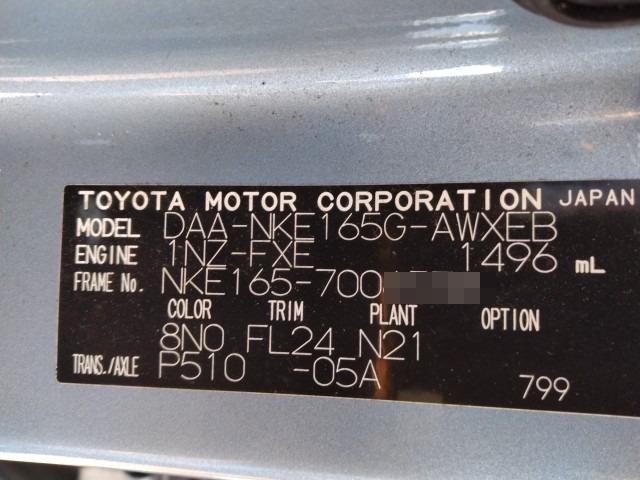 TOYOTA MOTOR CORPORATION JAPAN
MODEL DAA-NKE165G-AWXEB
ENGINE 1NZ-FXE 1496 mL
FRAME No. NKE165-700
COLOR TRIM PLANT OPTION
8N0 FL24 N21
TRANS./AXLE P510 -05A 799